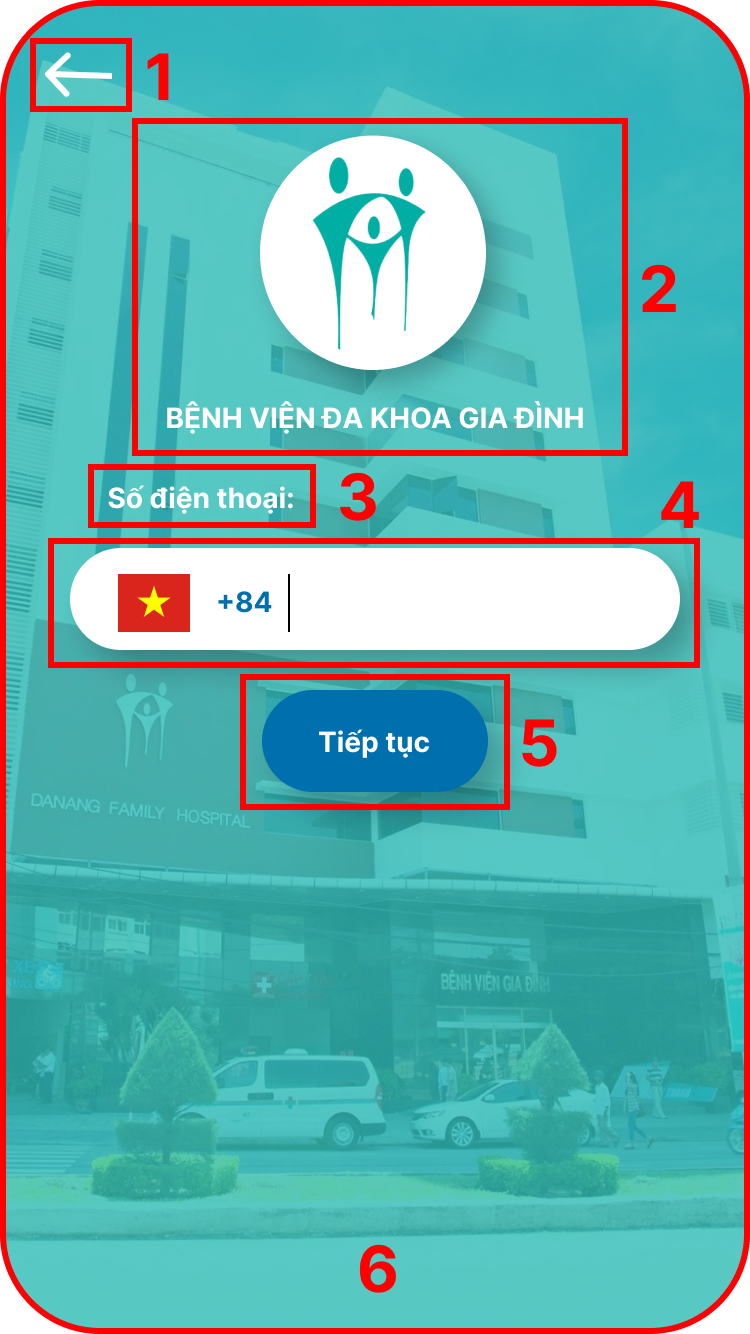 1
2
BỆNH VIỆN ĐA KHOA GIA ĐÌNH
Số điện thoại:
3
4
+84
Tiếp tục
5
DANANG FAMILY HOSPITAL
BỆNH VIỆN GIA ĐÌNH
6